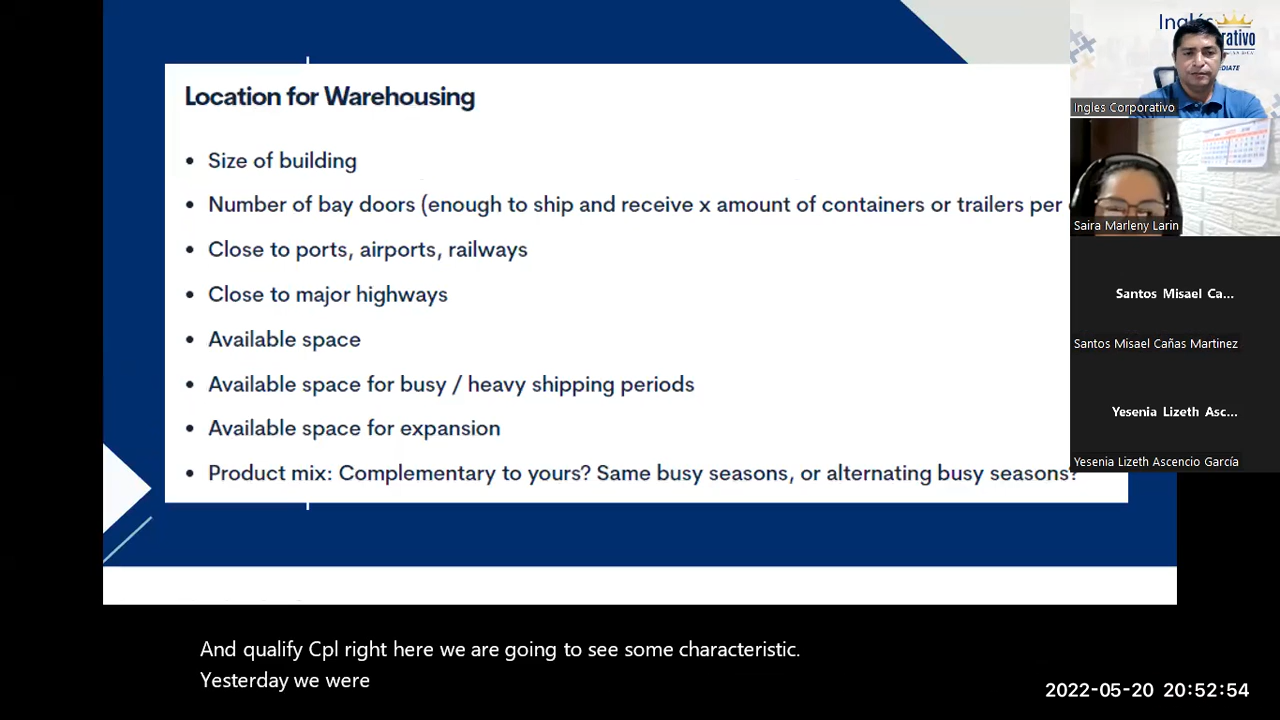 Location for Warehousing
• Size of building
• Number of bay doors (enough to ship and receive x amount of containers or trailers per
• Close to ports, airports, railways
• Close to major highways
• Available space
• Available space for busy / heavy shipping periods
• Available space for expansion
• Product mix: Complementary to yours? Same busy seasons, or alternating busy seasons?
Ingles Corporativo
Saira Marleny Larin
Santos Misael Ca...
Santos Misael Cañas Martinez
Yesenia Lizeth Asc...
Yesenia Lizeth Ascencio García
And qualify Cpl right here we are going to see some characteristic.
Yesterday we were
2022-05-20 20:52:54